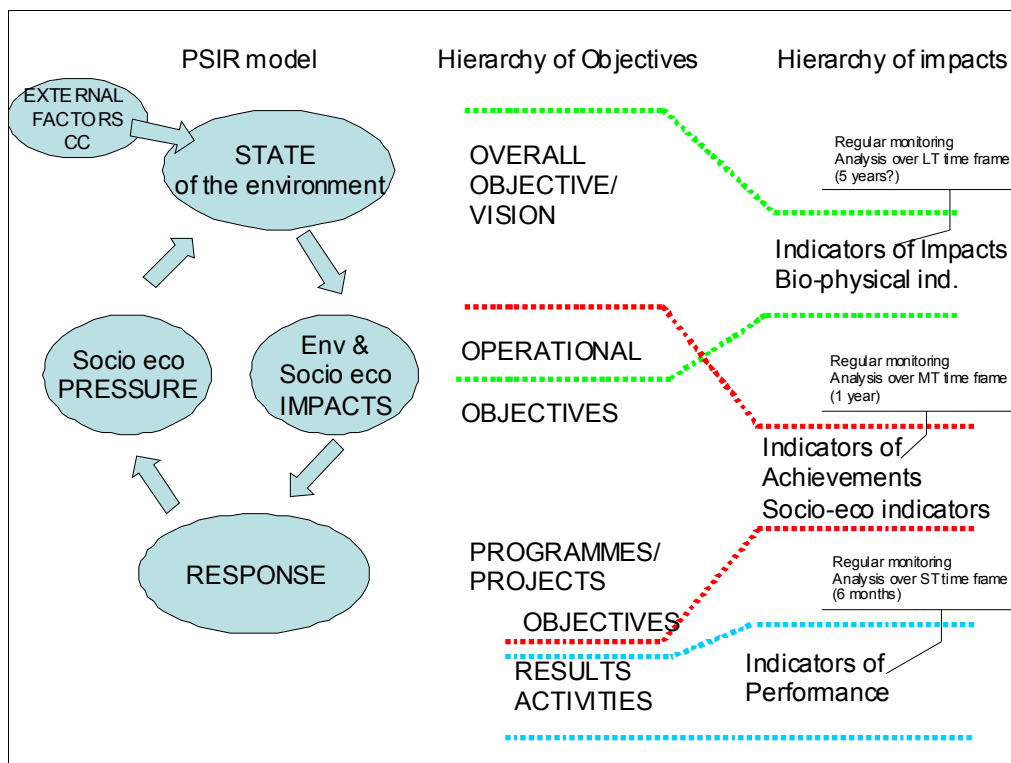 PSIR model
Hierarchy of Objectives
Hierarchy of impacts
EXTERNAL
FACTORS
CC
STATE
of the environment
Socio eco
PRESSURE
Env &
Socio eco
IMPACTS
RESPONSE
OVERALL
OBJECTIVE/
VISION
OPERATIONAL
OBJECTIVES
PROGRAMMES/
PROJECTS
OBJECTIVES
RESULTS
ACTIVITIES
Regular monitoring
Analysis over LT time frame
(5 years?)
Indicators of Impacts
Bio-physical ind.
Regular monitoring
Analysis over MT time frame
(1 year)
Indicators of
Achievements
Socio-eco indicators
Regular monitoring
Analysis over ST time frame
(6 months)
Indicators of
Performance